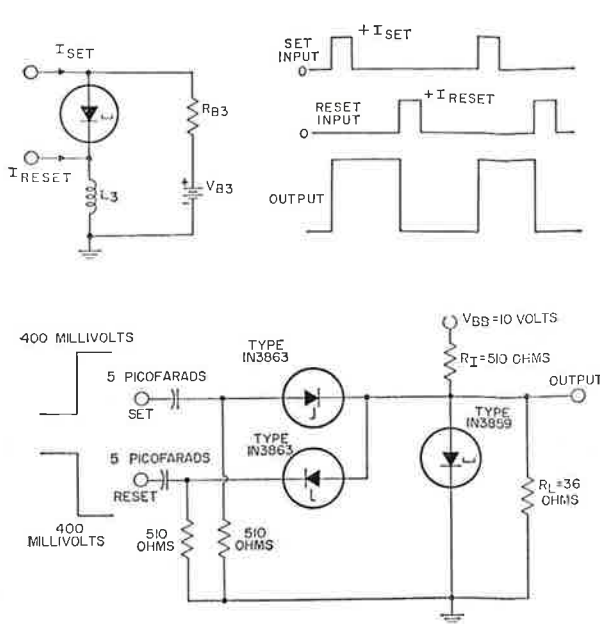 I SET
I RESET
RB3
VB3
L3
SET
INPUT
0
+ISET
RESET
INPUT
0
+IRESET
OUTPUT
400 MILLIVOLTS
5 PICOFARADS
SET
TYPE
IN3863
VBB=10 VOLTS
RI=510 OHMS
OUTPUT
5 PICOFARADS
RESET
TYPE
IN3863
TYPE
IN3859
RL=36
OHMS
400
MILLIVOLTS
510
OHMS
510
OHMS